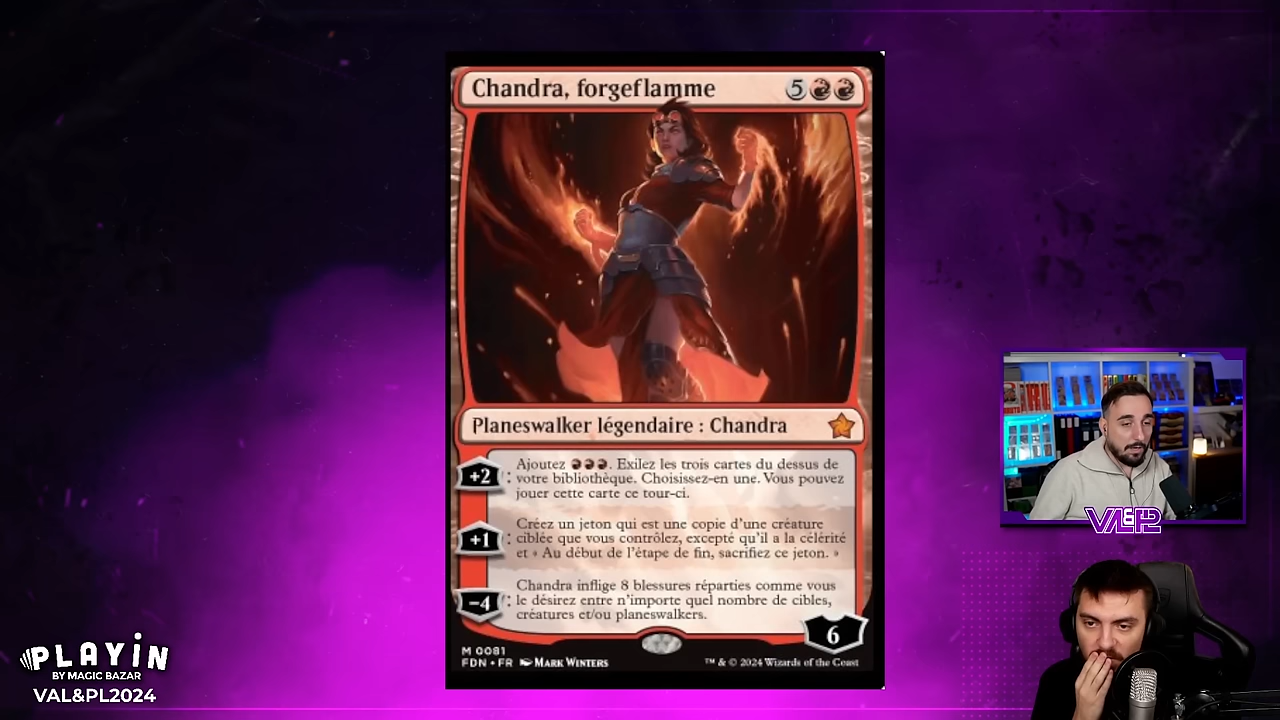 Chandra, forgeflamme
5
Planeswalker légendaire : Chandra
+2 : Ajoutez. Exilez les trois cartes du dessus de
votre bibliothèque. Choisissez-en une. Vous pouvez
jouer cette carte ce tour-ci.
+1 : Créez un jeton qui est une copie d'une créature
ciblée que vous contrôlez, excepté qu'il a la célérité
et « Au début de l'étape de fin, sacrifiez ce jeton. »
−4 : Chandra inflige 8 blessures réparties comme vous
le désirez entre n'importe quel nombre de cibles,
créatures et/ou planeswalkers.
6
M 0081
FDN • FR MARK WINTERS
™ & © 2024 Wizards of the Coast
PLAYIN
BY MAGIC BAZAR
VAL&PL2024
VAL&PL